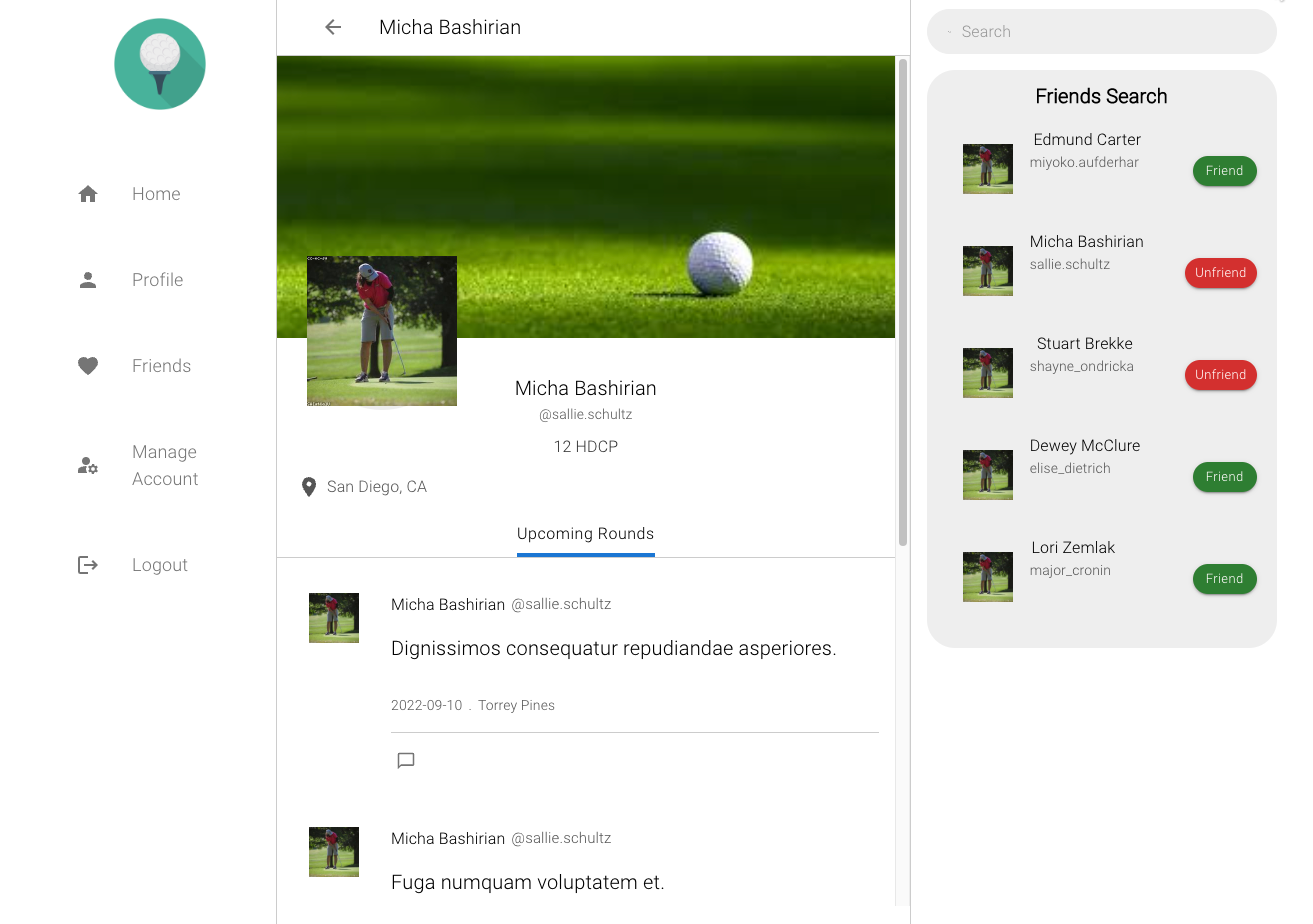 Home
Profile
Friends
Manage
Account
Logout
Micha Bashirian
Micha Bashirian
@sallie.schultz
12 HDCP
San Diego, CA
Upcoming Rounds
Micha Bashirian @sallie.schultz
Dignissimos consequatur repudiandae asperiores.
2022-09-10 . Torrey Pines
Micha Bashirian @sallie.schultz
Fuga numquam voluptatem et.
Search
Friends Search
Edmund Carter
miyoko.aufderhar
Friend
Micha Bashirian
sallie.schultz
Unfriend
Stuart Brekke
shayne_ondricka
Unfriend
Dewey McClure
elise_dietrich
Friend
Lori Zemlak
major_cronin
Friend